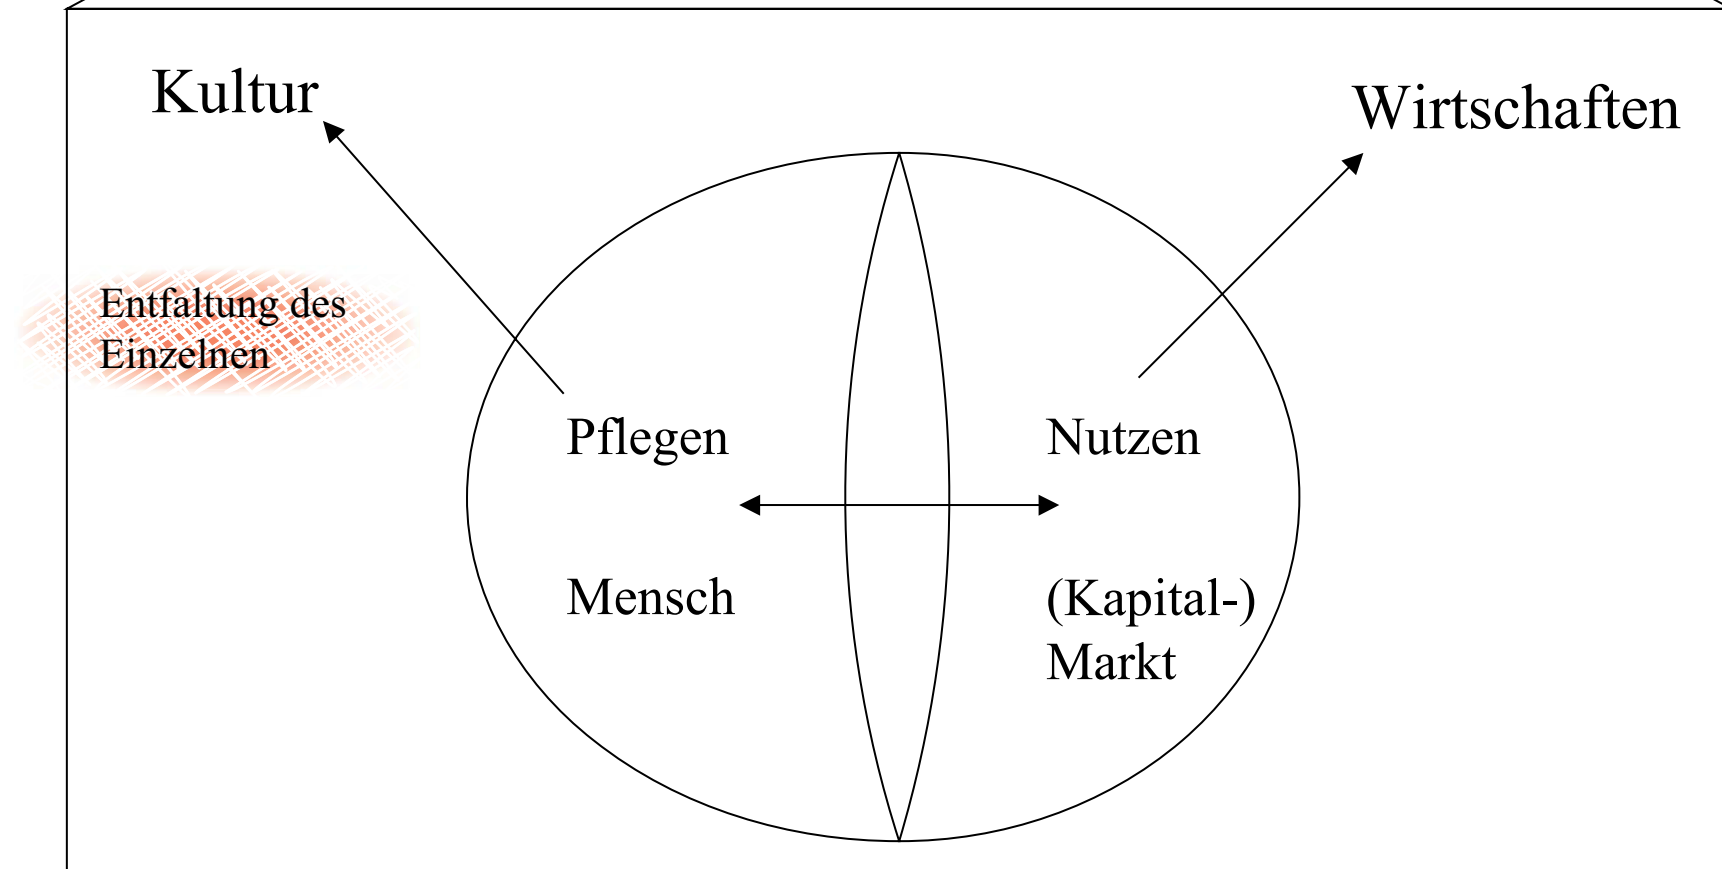 Kultur
Wirtschaften
Entfaltung des
Einzelnen
Pflegen
Nutzen
Mensch
(Kapital-)
Markt